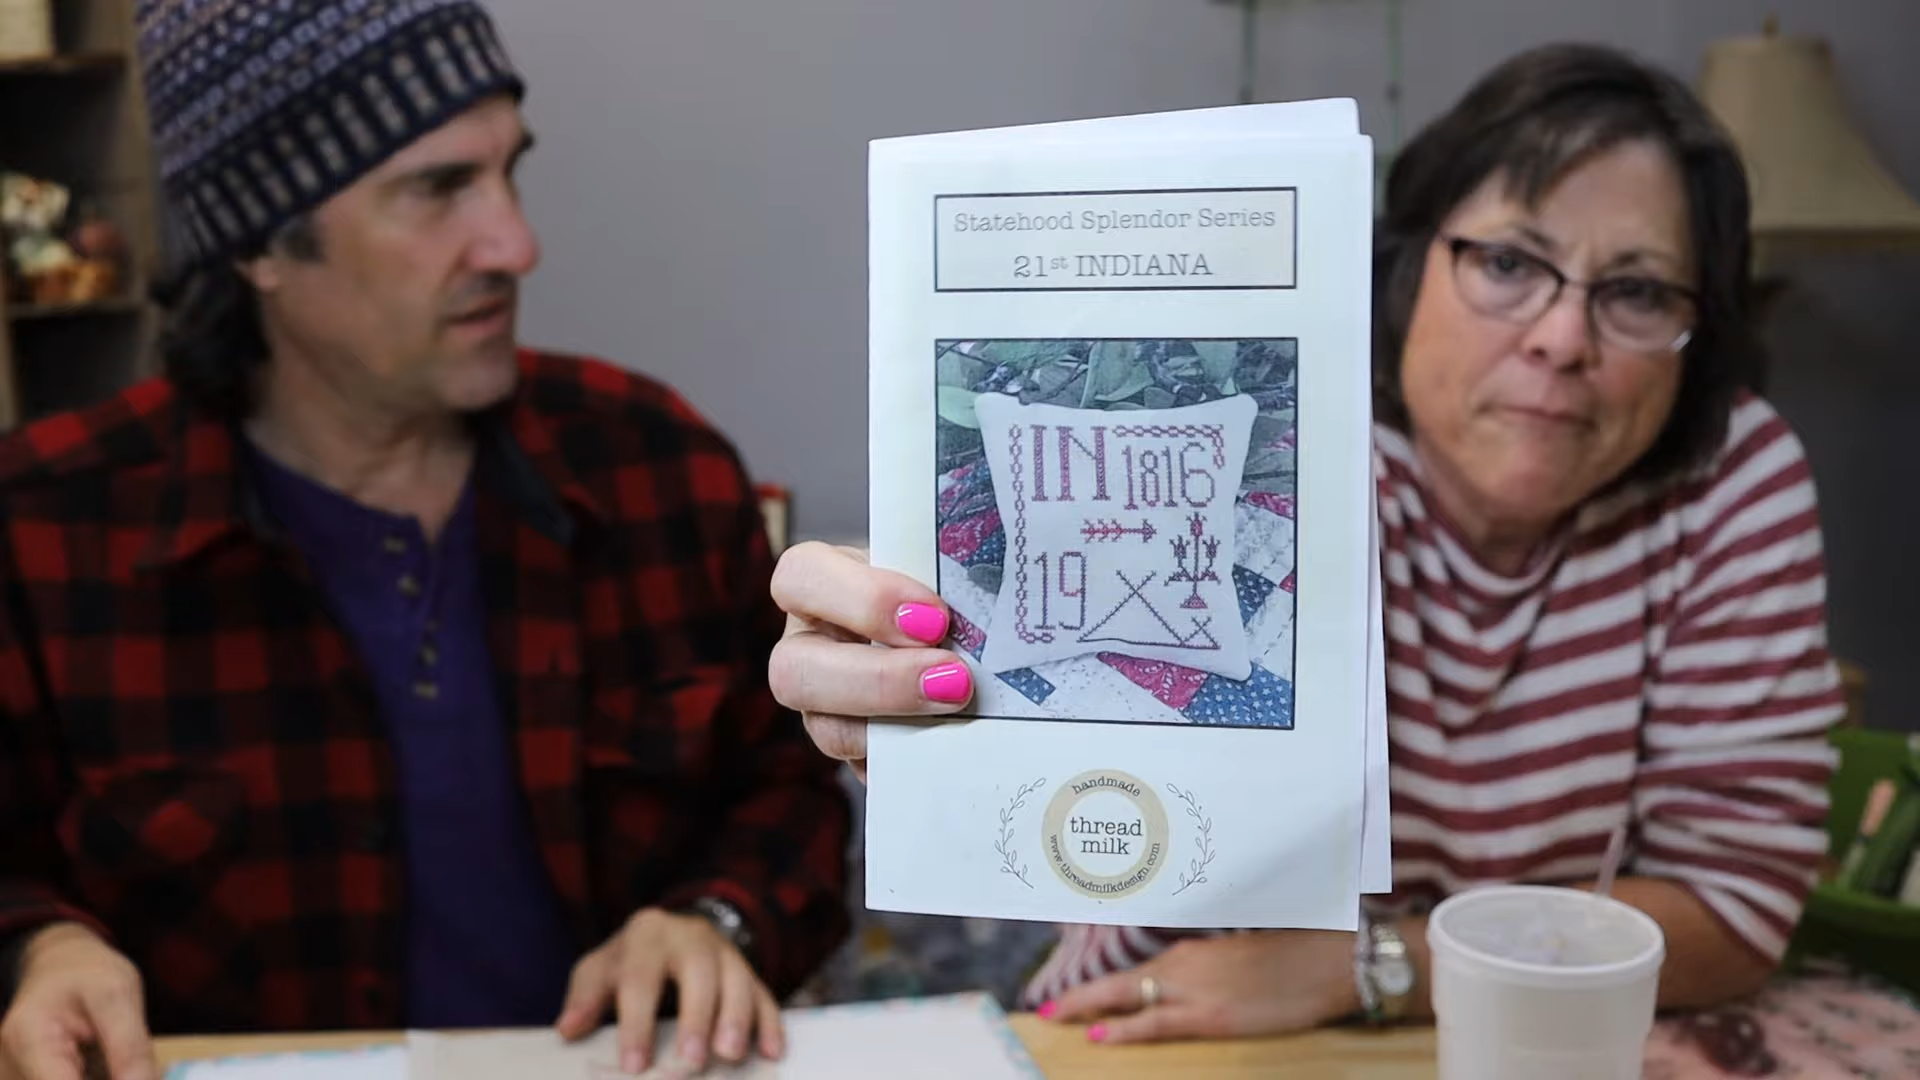 Statehood Splendor Series
21st INDIANA
IN 1816
19
handmade
thread
milk
www.threadmilkdesign.com